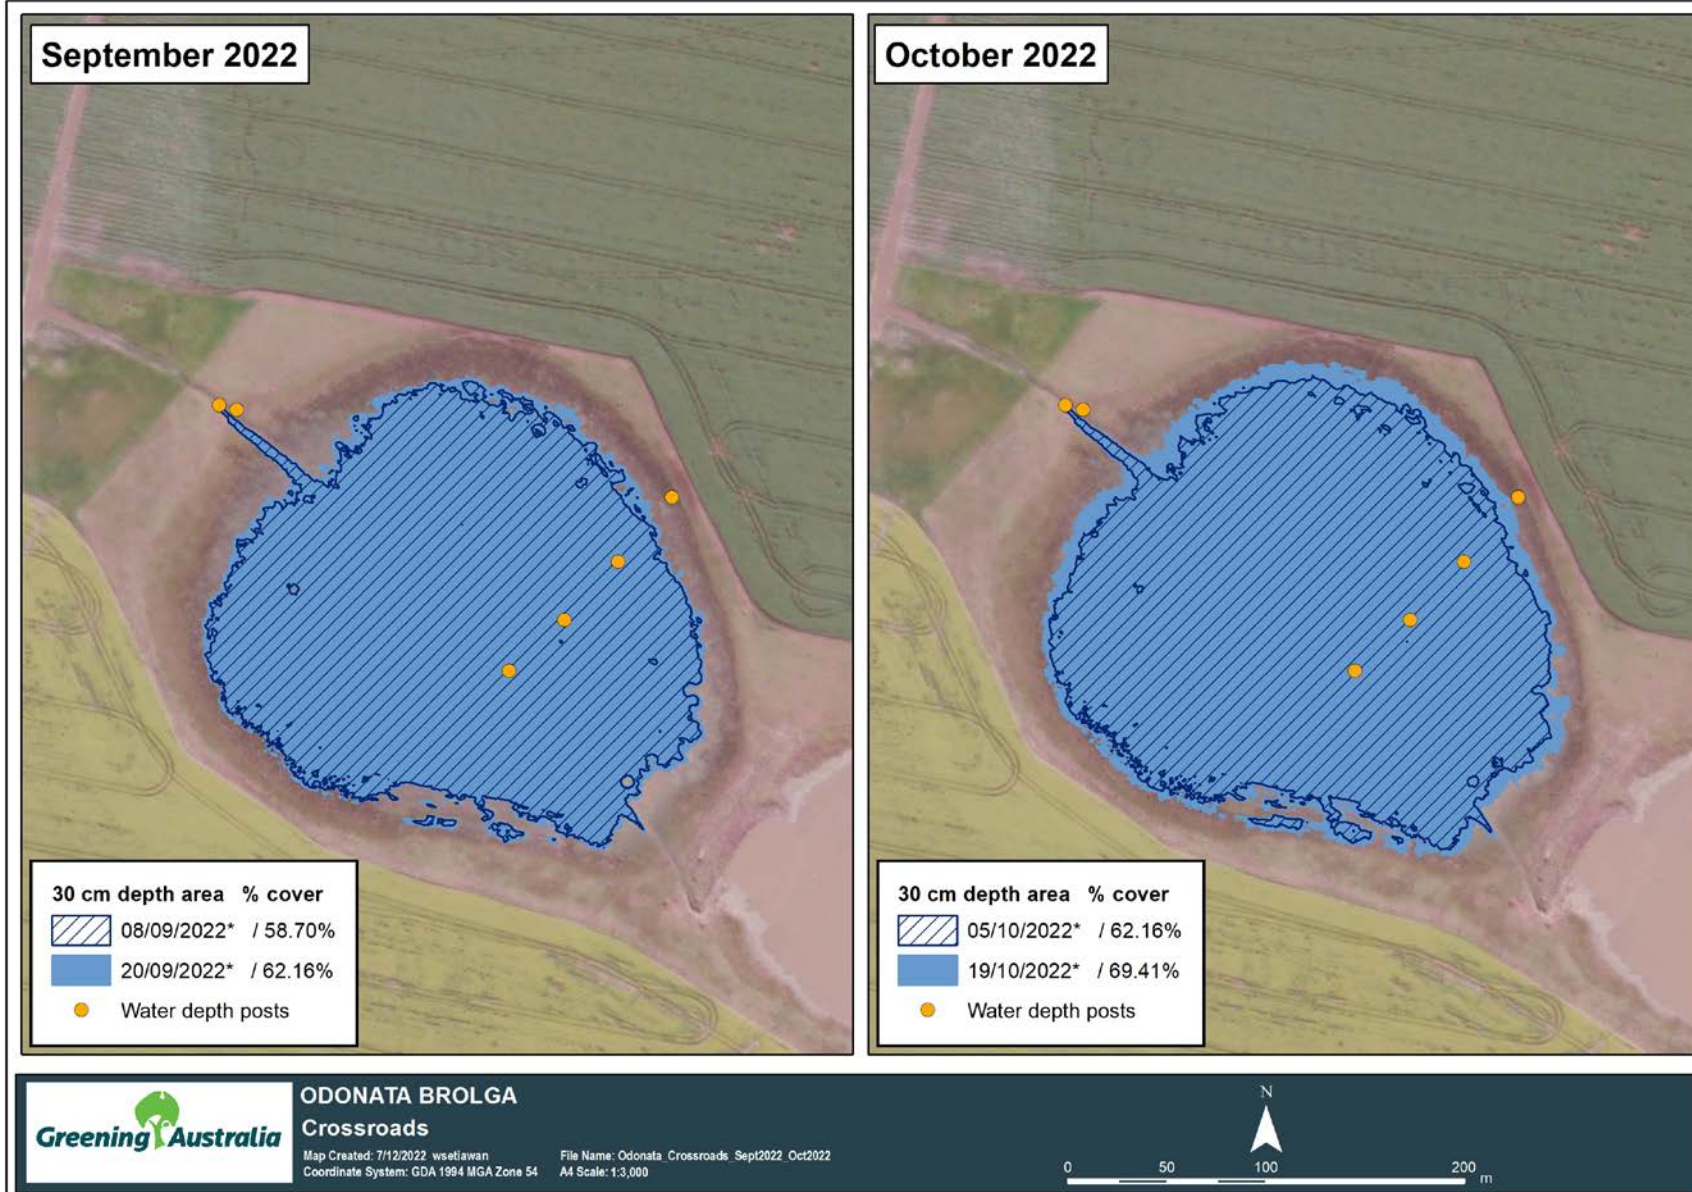 September 2022
30 cm depth area % cover
08/09/2022* / 58.70%
20/09/2022* / 62.16%
Water depth posts
October 2022
30 cm depth area % cover
05/10/2022* / 62.16%
19/10/2022* / 69.41%
Water depth posts
Greening Australia
ODONATA BROLGA
Crossroads
Map Created: 7/12/2022 wsetiawan File Name: Odonata_Crossroads_Sept2022_Oct2022
Coordinate System: GDA 1994 MGA Zone 54 A4 Scale: 1:3,000
N
0 50 100 200
m